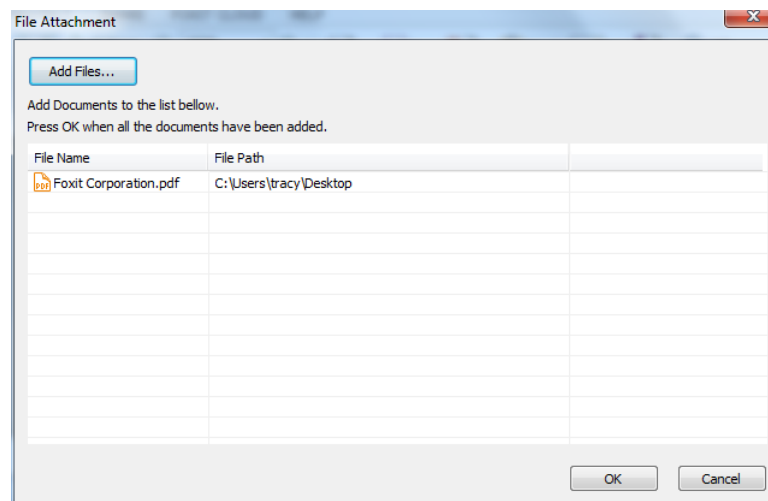 File Attachment
Add Files...
Add Documents to the list bellow.
Press OK when all the documents have been added.
File Name File Path
PDF Foxit Corporation.pdf C:\Users\tracy\Desktop
OK Cancel